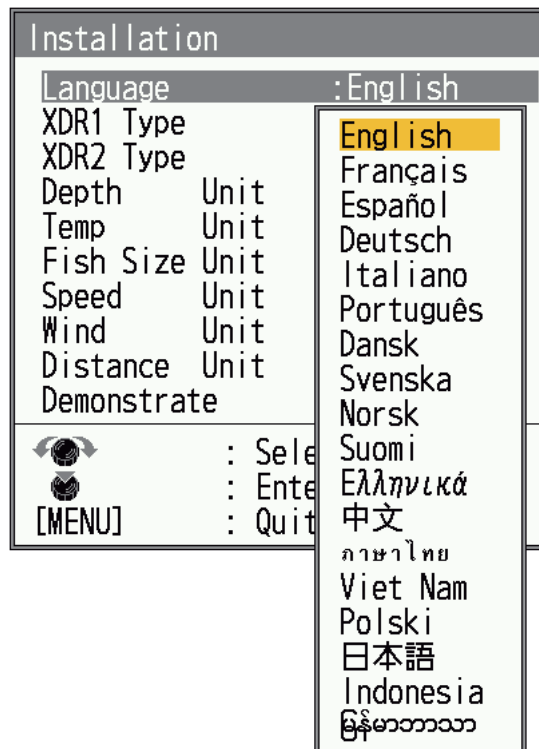 Installation
Language :English
XDR1 Type
XDR2 Type
Depth Unit
Temp Unit
Fish Size Unit
Speed Unit
Wind Unit
Distance Unit
Demonstrate
: Sele
: Ente
[MENU] : Quit
English
Français
Español
Deutsch
Italiano
Português
Dansk
Svenska
Norsk
Suomi
Ελληνικά
中文
ภาษาไทย
Viet Nam
Polski
日本語
Indonesia
မြန်မာဘာသာ